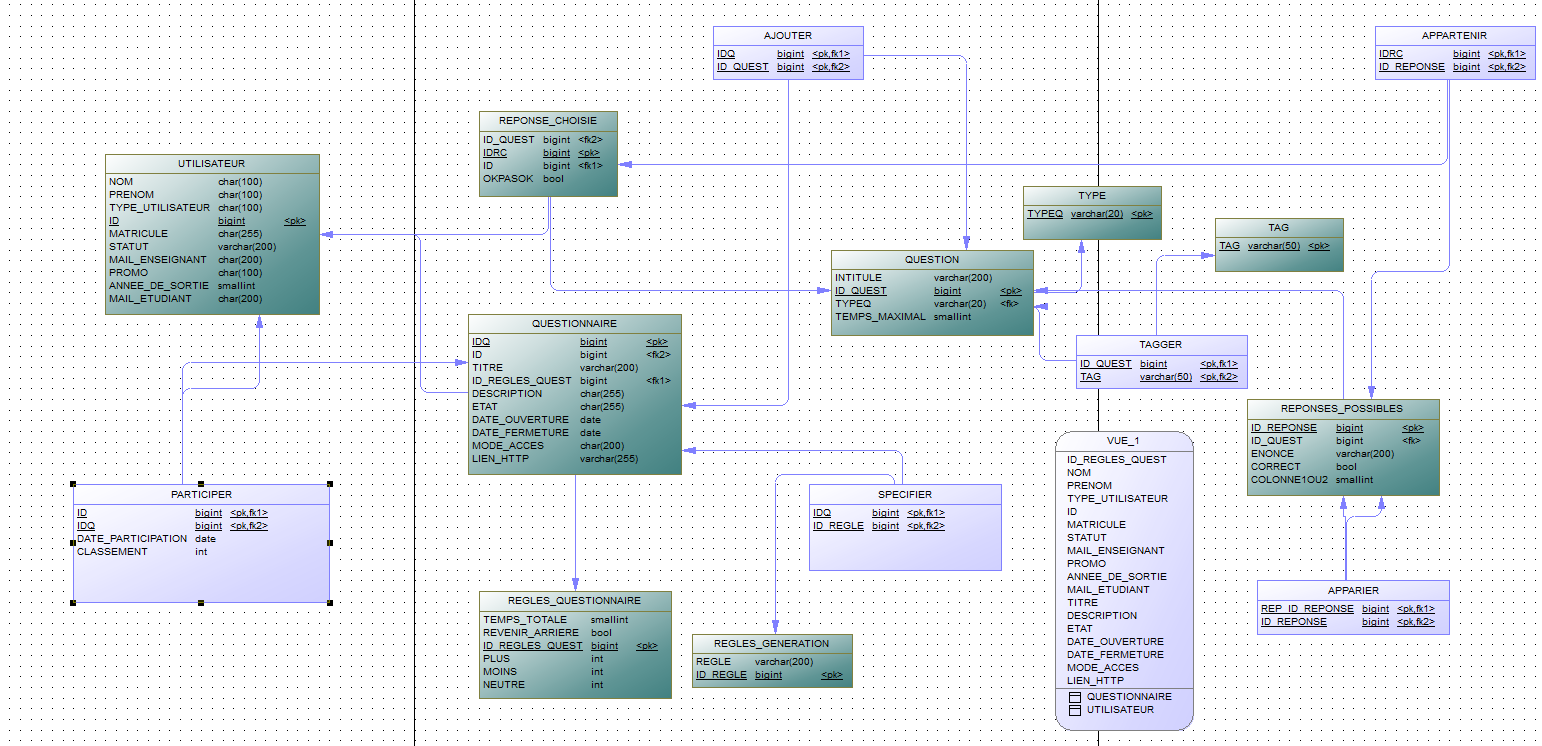 AJOUTER
IDQ bigint <pk,fk1>
ID_QUEST bigint <pk,fk2>
APPARTENIR
IDRC bigint <pk,fk1>
ID_REPONSE bigint <pk,fk2>
REPONSE_CHOISIE
ID_QUEST bigint <fk2>
IDRC bigint <pk>
ID bigint <fk1>
OKPASOK bool
UTILISATEUR
NOM char(100)
PRENOM char(100)
TYPE_UTILISATEUR char(100)
ID bigint <pk>
MATRICULE char(255)
STATUT varchar(200)
MAIL_ENSEIGNANT char(200)
PROMO char(100)
ANNEE_DE_SORTIE smallint
MAIL_ETUDIANT char(200)
TYPE
TYPEQ varchar(20) <pk>
TAG
TAG varchar(50) <pk>
QUESTION
INTITULE varchar(200)
ID_QUEST bigint <pk>
TYPEQ varchar(20) <fk>
TEMPS_MAXIMAL smallint
QUESTIONNAIRE
IDQ bigint <pk>
ID bigint <fk2>
TITRE varchar(200)
ID_REGLES_QUEST bigint <fk1>
DESCRIPTION char(255)
ETAT char(255)
DATE_OUVERTURE date
DATE_FERMETURE date
MODE_ACCES char(200)
LIEN_HTTP varchar(255)
TAGGER
ID_QUEST bigint <pk,fk1>
TAG varchar(50) <pk,fk2>
REPONSES_POSSIBLES
ID_REPONSE bigint <pk>
ID_QUEST bigint <fk>
ENONCE varchar(200)
CORRECT bool
COLONNE1OU2 smallint
VUE_1
ID_REGLES_QUEST
NOM
PRENOM
TYPE_UTILISATEUR
ID
MATRICULE
STATUT
MAIL_ENSEIGNANT
PROMO
ANNEE_DE_SORTIE
MAIL_ETUDIANT
TITRE
DESCRIPTION
ETAT
DATE_OUVERTURE
DATE_FERMETURE
MODE_ACCES
LIEN_HTTP
QUESTIONNAIRE
UTILISATEUR
PARTICIPER
ID bigint <pk,fk1>
IDQ bigint <pk,fk2>
DATE_PARTICIPATION date
CLASSEMENT int
SPECIFIER
IDQ bigint <pk,fk1>
ID_REGLE bigint <pk,fk2>
APPARIER
REP_ID_REPONSE bigint <pk,fk1>
ID_REPONSE bigint <pk,fk2>
REGLES_QUESTIONNAIRE
TEMPS_TOTALE smallint
REVENIR_ARRIERE bool
ID_REGLES_QUEST bigint <pk>
PLUS int
MOINS int
NEUTRE int
REGLES_GENERATION
REGLE varchar(200)
ID_REGLE bigint <pk>